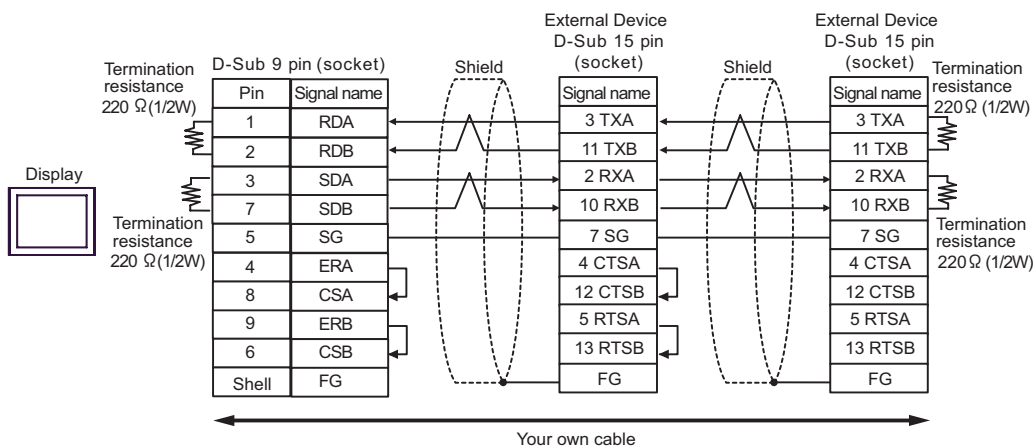 External Device
D-Sub 15 pin
(socket)
External Device
D-Sub 15 pin
(socket)
Termination
resistance
220 Ω(1/2W)
D-Sub 9 pin (socket)
Shield
Shield
Termination
resistance
220Ω (1/2W)
Pin Signal name
1 RDA
2 RDB
3 SDA
7 SDB
5 SG
4 ERA
8 CSA
9 ERB
6 CSB
Shell FG
Signal name
3 TXA
11 TXB
2 RXA
10 RXB
7 SG
4 CTSA
12 CTSB
5 RTSA
13 RTSB
FG
Signal name
3 TXA
11 TXB
2 RXA
10 RXB
7 SG
4 CTSA
12 CTSB
5 RTSA
13 RTSB
FG
Display
Termination
resistance
220 Ω(1/2W)
Termination
resistance
220Ω (1/2W)
Your own cable